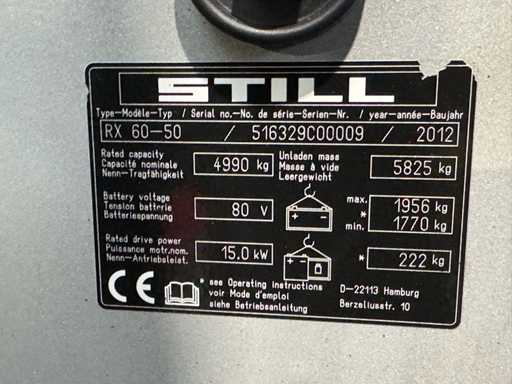 STILL
Type-Modèle-Typ / Serial no.-No. de série-Serien-Nr. / year-année-Baujahr
RX 60-50 / 516329C00009 / 2012
Rated capacity
Capacité nominale
Nenn-Tragfähigkeit
4990 kg
Unladen mass
Masse à vide
Leergewicht
5825 kg
Battery voltage
Tension batterie
Batteriespannung
80 V
max. 1956 kg
*
min. 1770 kg
Rated drive power
Puissance motr.nom.
Nenn-Antriebsleist.
15.0 kW
* 222 kg
CE
* see Operating instructions
voir Mode d'emploi
siehe Betriebsanleitung
D-22113 Hamburg
Berzeliusstr. 10